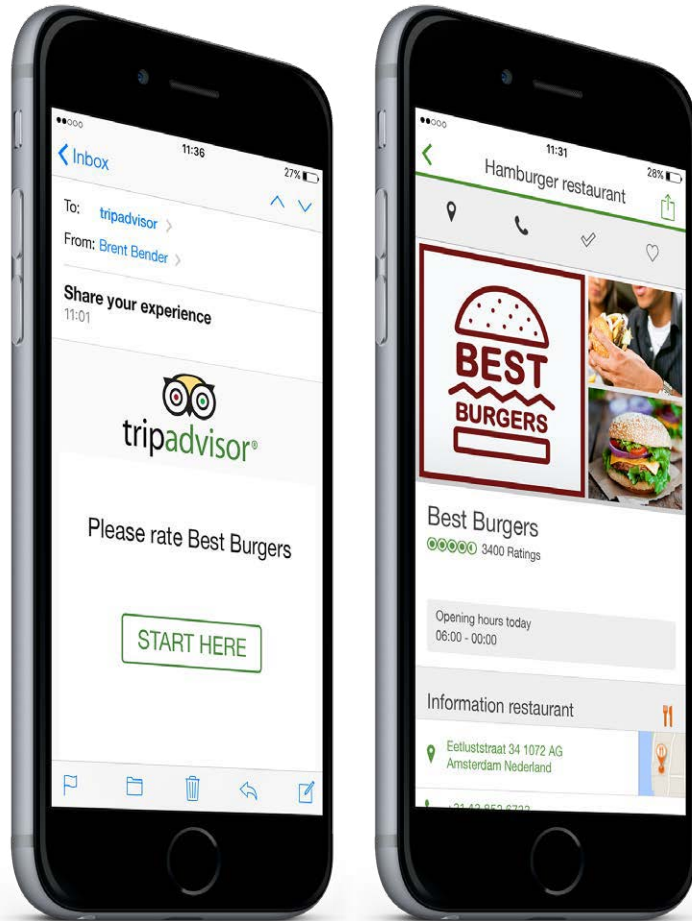 11:36
27%
Inbox
To: tripadvisor
From: Brent Bender
Share your experience
11:01
tripadvisor®
Please rate Best Burgers
START HERE
11:31
28%
Hamburger restaurant
BEST
BURGERS
Best Burgers
3400 Ratings
Opening hours today
06:00 - 00:00
Information restaurant
Eetluststraat 34 1072 AG
Amsterdam Nederland